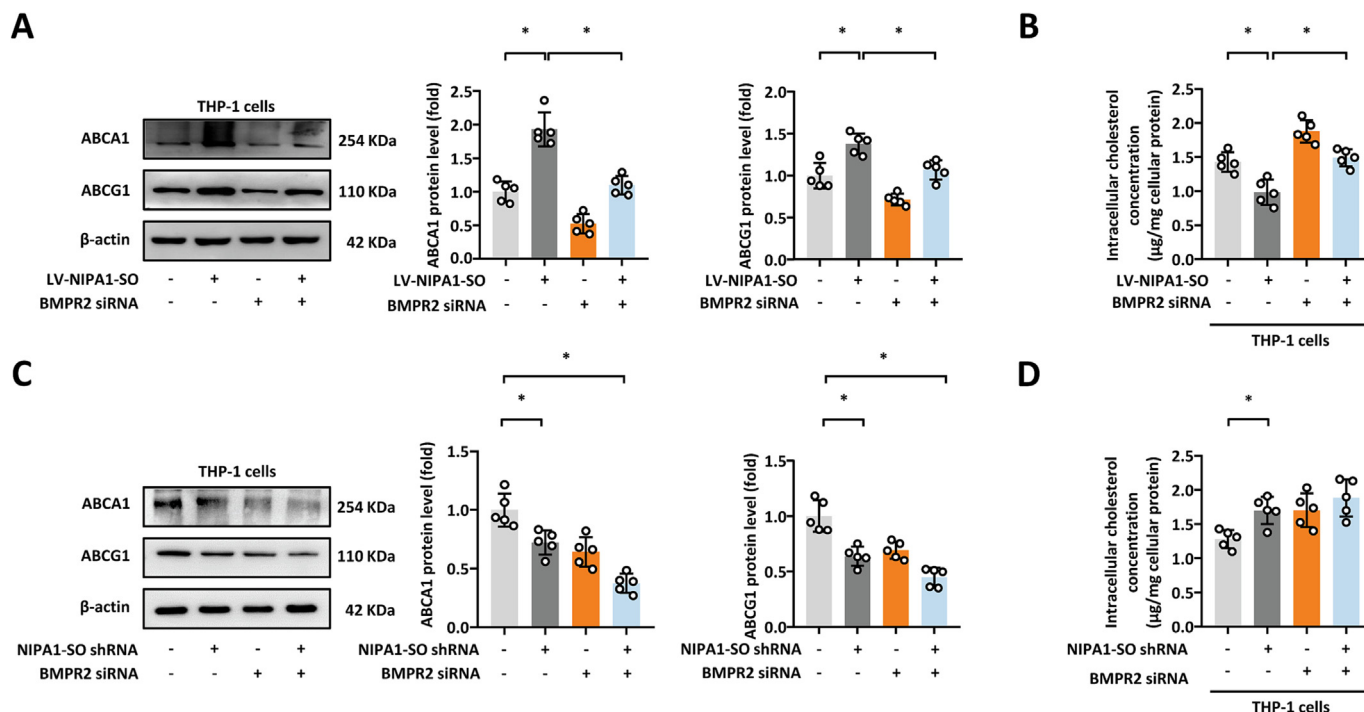 A
THP-1 cells
ABCA1
254 KDa
ABCG1
110 KDa
β-actin
42 KDa
LV-NIPA1-SO - + - +
BMPR2 siRNA - - + +
* *
ABCA1 protein level (fold)
2.5
2.0
1.5
1.0
0.5
0.0
LV-NIPA1-SO - + - +
BMPR2 siRNA - - + +
* *
ABCG1 protein level (fold)
2.0
1.5
1.0
0.5
0.0
LV-NIPA1-SO - + - +
BMPR2 siRNA - - + +
B
* *
Intracellular cholesterol
concentration
(μg/mg cellular protein)
2.5
2.0
1.5
1.0
0.5
0.0
LV-NIPA1-SO - + - +
BMPR2 siRNA - - + +
THP-1 cells
C
THP-1 cells
ABCA1
254 KDa
ABCG1
110 KDa
β-actin
42 KDa
NIPA1-SO shRNA - + - +
BMPR2 siRNA - - + +
*
*
ABCA1 protein level (fold)
1.5
1.0
0.5
0.0
NIPA1-SO shRNA - + - +
BMPR2 siRNA - - + +
*
*
ABCG1 protein level (fold)
1.5
1.0
0.5
0.0
NIPA1-SO shRNA - + - +
BMPR2 siRNA - - + +
D
*
Intracellular cholesterol
concentration
(μg/mg cellular protein)
2.5
2.0
1.5
1.0
0.5
0.0
NIPA1-SO shRNA - + - +
BMPR2 siRNA - - + +
THP-1 cells